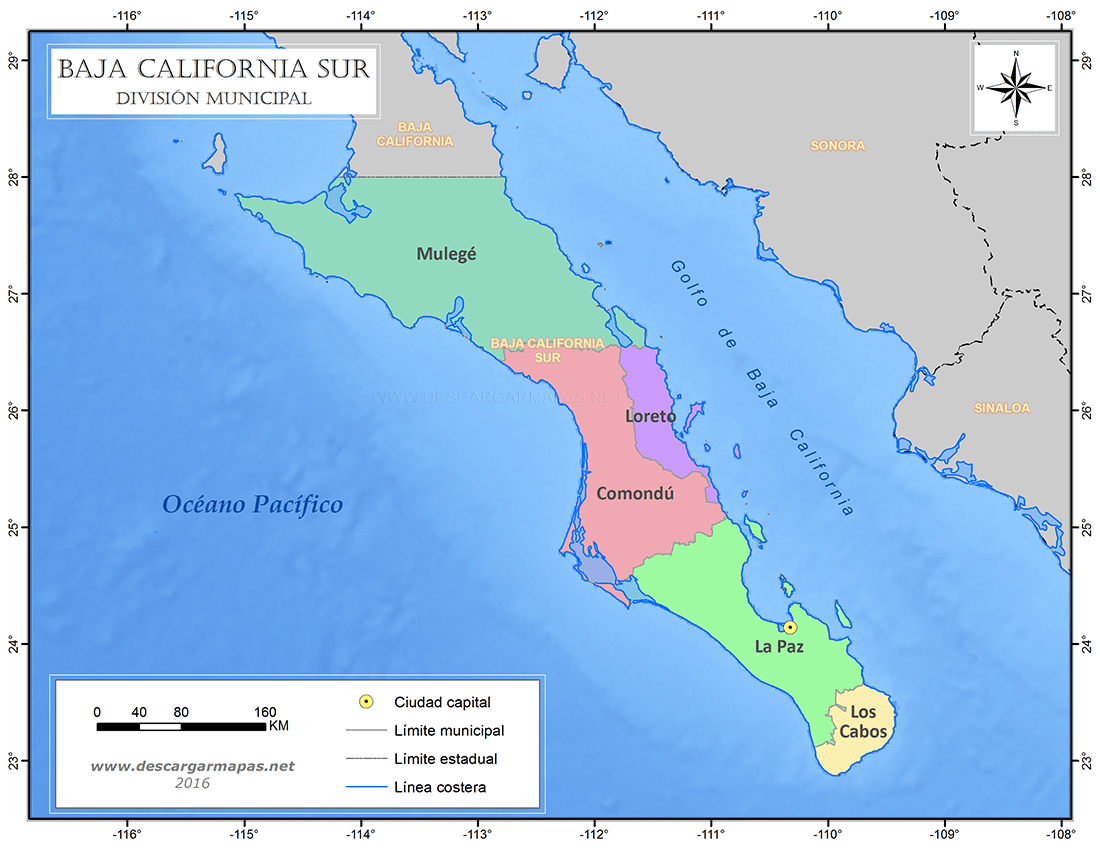 -116° -115° -114° -113° -112° -111° -110° -109° -108°
BAJA CALIFORNIA SUR
DIVISIÓN MUNICIPAL
N
W E
S
29° 29°
BAJA
CALIFORNIA
SONORA
28° 28°
Mulegé
Golfo de Baja California
27° 27°
BAJA CALIFORNIA
SUR
WWW.DESCARGARMAPAS.NET
26° 26°
Loreto
SINALOA
Comondú
Océano Pacífico
25° 25°
24° 24°
La Paz
Los
Cabos
23° 23°
0 40 80 160
KM
www.descargarmapas.net
2016
Ciudad capital
Límite municipal
Límite estadual
Línea costera
-116° -115° -114° -113° -112° -111° -110° -109° -108°